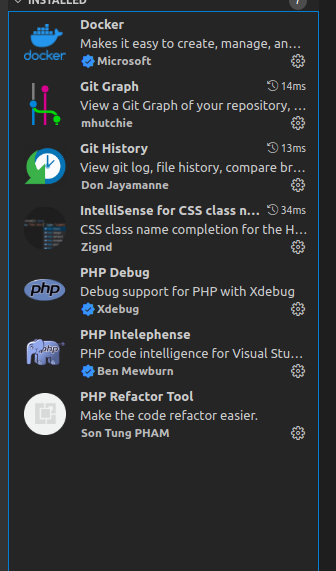 INSTALLED 7
docker
Docker
Makes it easy to create, manage, an...
Microsoft
Git Graph 14ms
View a Git Graph of your repository, ...
mhutchie
Git History 13ms
View git log, file history, compare br...
Don Jayamanne
IntelliSense for CSS class n... 34ms
CSS class name completion for the H...
Zignd
php
PHP Debug
Debug support for PHP with Xdebug
Xdebug
php
PHP Intelephense
PHP code intelligence for Visual Stu...
Ben Mewburn
PHP Refactor Tool
Make the code refactor easier.
Son Tung PHAM